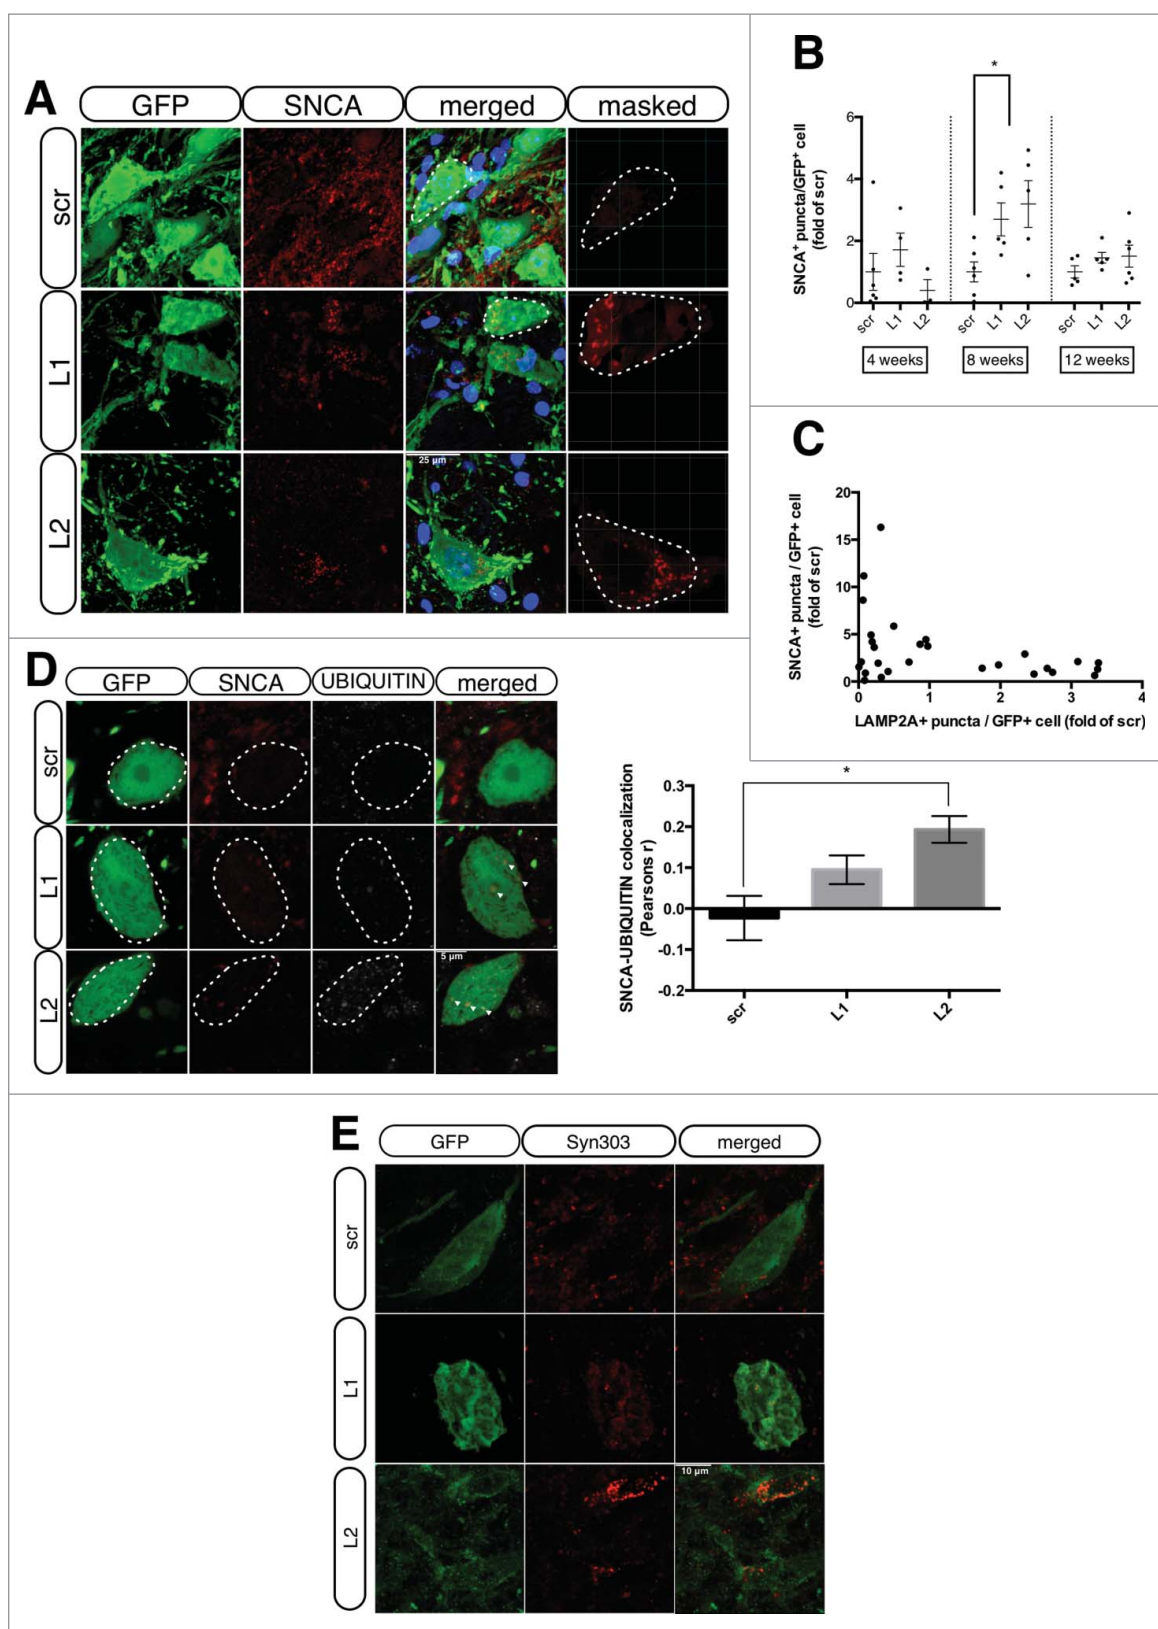 A
GFP SNCA merged masked
scr
L1
L2
25 µm
B
SNCA+ puncta/GFP+ cell
(fold of scr)
*
6
4
2
0
scr L1 L2 scr L1 L2 scr L1 L2
4 weeks 8 weeks 12 weeks
C
SNCA+ puncta / GFP+ cell
(fold of scr)
20
15
10
5
0
0 1 2 3 4
LAMP2A+ puncta / GFP+ cell (fold of scr)
D
GFP SNCA UBIQUITIN merged
scr
L1
L2
5 µm
SNCA-UBIQUITIN colocalization
(Pearsons r)
*
0.3
0.2
0.1
0.0
-0.1
-0.2
scr L1 L2
E
GFP Syn303 merged
scr
L1
L2
10 µm